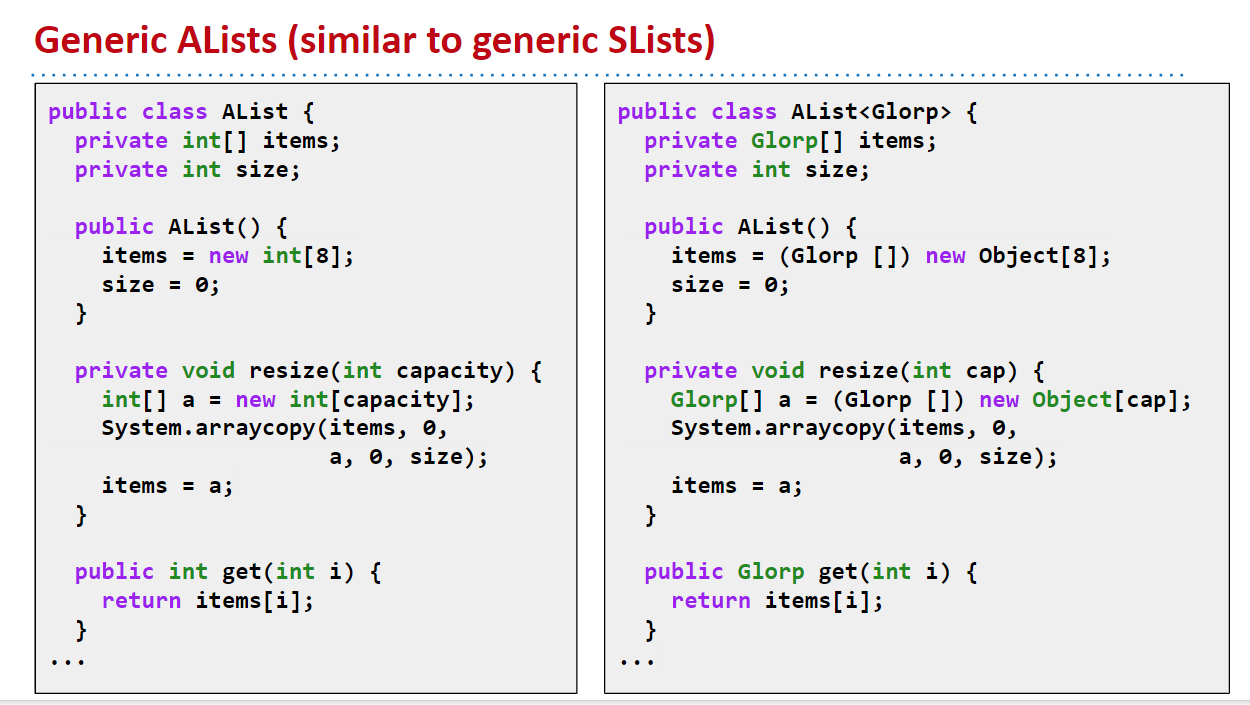 Generic ALists (similar to generic SLists)
public class AList {
  private int[] items;
  private int size;

  public AList() {
    items = new int[8];
    size = 0;
  }

  private void resize(int capacity) {
    int[] a = new int[capacity];
    System.arraycopy(items, 0,
                     a, 0, size);
    items = a;
  }

  public int get(int i) {
    return items[i];
  }
...
public class AList<Glorp> {
  private Glorp[] items;
  private int size;

  public AList() {
    items = (Glorp []) new Object[8];
    size = 0;
  }

  private void resize(int cap) {
    Glorp[] a = (Glorp []) new Object[cap];
    System.arraycopy(items, 0,
                     a, 0, size);
    items = a;
  }

  public Glorp get(int i) {
    return items[i];
  }
...